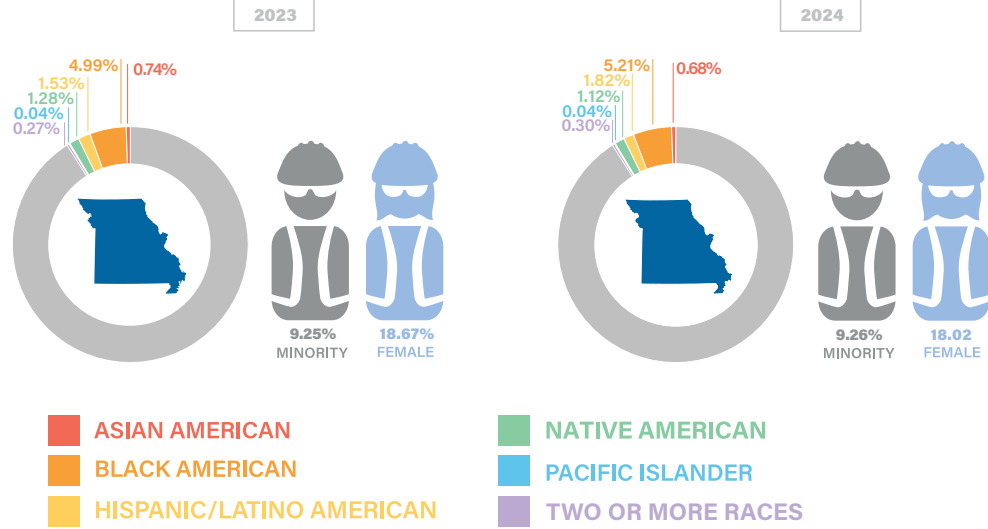 2023
4.99%
0.74%
1.53%
1.28%
0.04%
0.27%
9.25%
MINORITY
18.67%
FEMALE
2024
5.21%
0.68%
1.82%
1.12%
0.04%
0.30%
9.26%
MINORITY
18.02
FEMALE
ASIAN AMERICAN
BLACK AMERICAN
HISPANIC/LATINO AMERICAN
NATIVE AMERICAN
PACIFIC ISLANDER
TWO OR MORE RACES